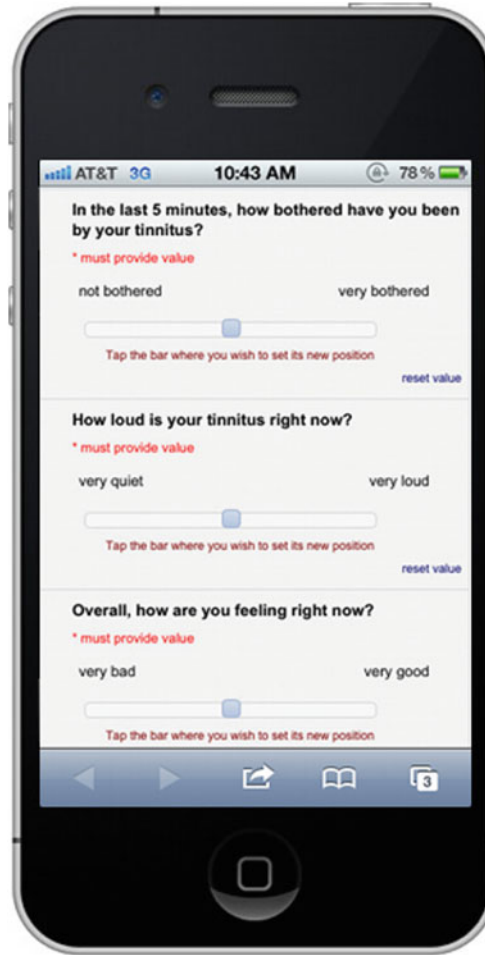 AT&T 3G 10:43 AM 78%
In the last 5 minutes, how bothered have you been
by your tinnitus?
* must provide value
not bothered very bothered
Tap the bar where you wish to set its new position
reset value
How loud is your tinnitus right now?
* must provide value
very quiet very loud
Tap the bar where you wish to set its new position
reset value
Overall, how are you feeling right now?
* must provide value
very bad very good
Tap the bar where you wish to set its new position
3